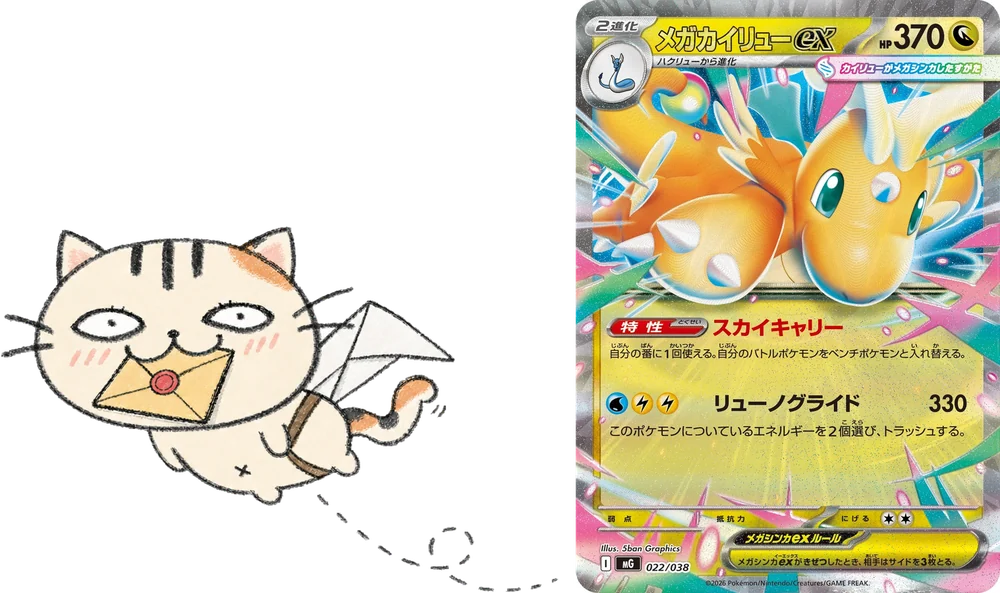 2進化
メガカイリューex
HP370
ハクリューから進化
カイリューがメガシンカしたすがた
特性
とくせい
スカイキャリー
自分の番に1回使える。自分のバトルポケモンをベンチポケモンと入れ替える。
リューノグライド 330
このポケモンについているエネルギーを2個選び、トラッシュする。
弱点 抵抗力 にげる
メガシンカexルール
メガシンカexがきぜつしたとき、相手はサイドを3枚とる。
Illus. 5ban Graphics
I MG 022/038
©2026 Pokémon/Nintendo/Creatures/GAME FREAK.